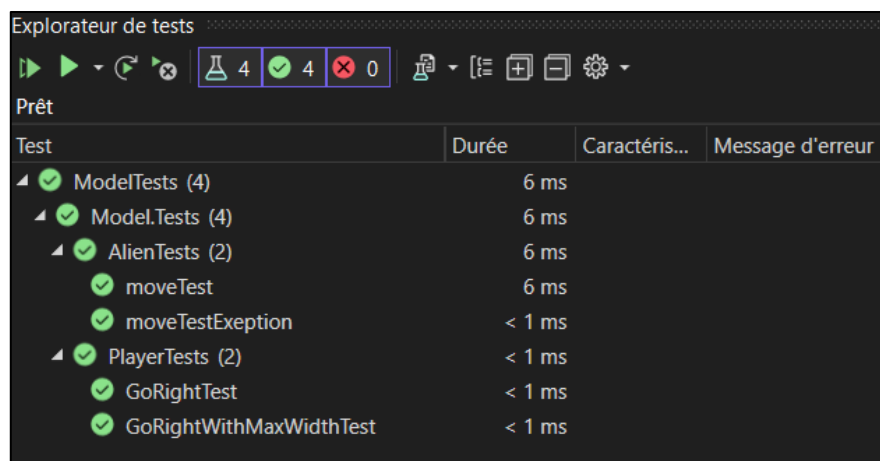 Explorateur de tests
4 4 0
Prêt
Test Durée Caractéris... Message d'erreur
ModelTests (4) 6 ms
Model.Tests (4) 6 ms
AlienTests (2) 6 ms
moveTest 6 ms
moveTestExeption < 1 ms
PlayerTests (2) < 1 ms
GoRightTest < 1 ms
GoRightWithMaxWidthTest < 1 ms